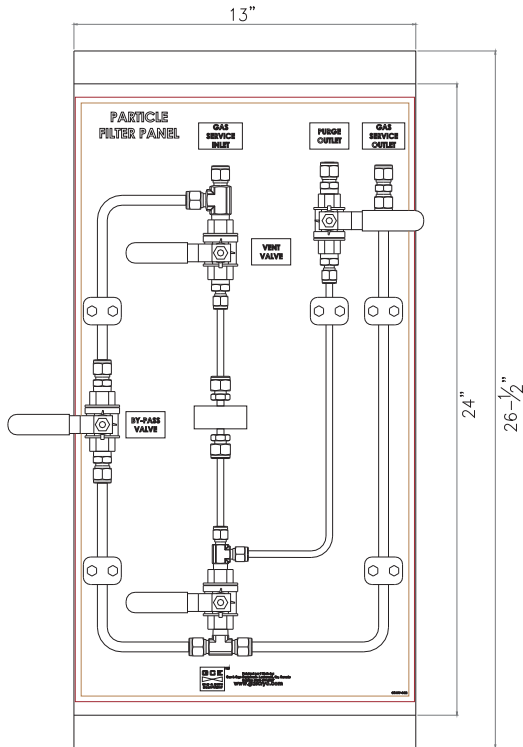 13"
PARTICLE
FILTER PANEL
GAS
SERVICE
INLET
PURGE
OUTLET
GAS
SERVICE
OUTLET
VENT
VALVE
BY-PASS
VALVE
24"
26-1/2"